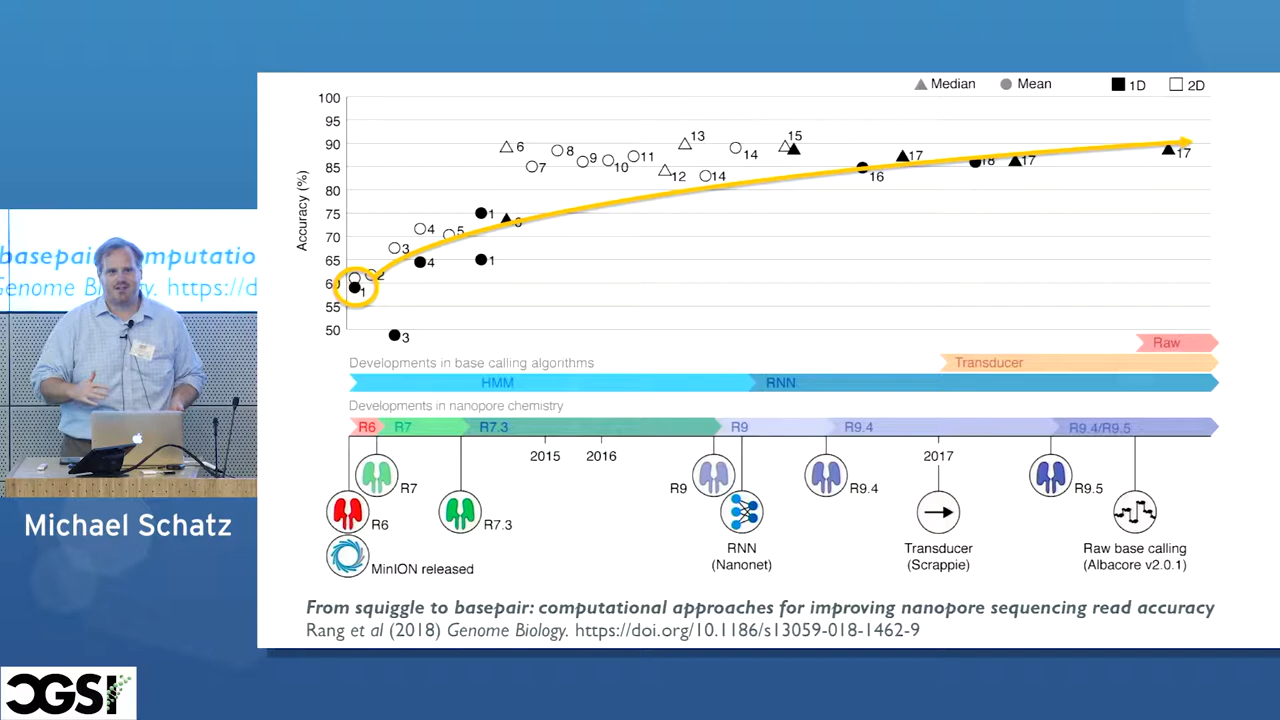 Median Mean 1D 2D
100
95
90
85
80
75
70
65
60
55
50
Accuracy (%)
1
2
3
3
4
4
5
1
1
6
6
7
8
9
10
11
12
13
14
14
15
16
17
18
17
17
Raw
Developments in base calling algorithms
Transducer
HMM RNN
Developments in nanopore chemistry
R6 R7 R7.3 R9 R9.4 R9.4/R9.5
2015 2016 2017
R7 R9 R9.4 R9.5
R6 R7.3
RNN
(Nanonet)
Transducer
(Scrappie)
Raw base calling
(Albacore v2.0.1)
MinION released
From squiggle to basepair: computational approaches for improving nanopore sequencing read accuracy
Rang et al (2018) Genome Biology. https://doi.org/10.1186/s13059-018-1462-9
basepair: computatio
Genome Biology. https://d
Michael Schatz
CGSI